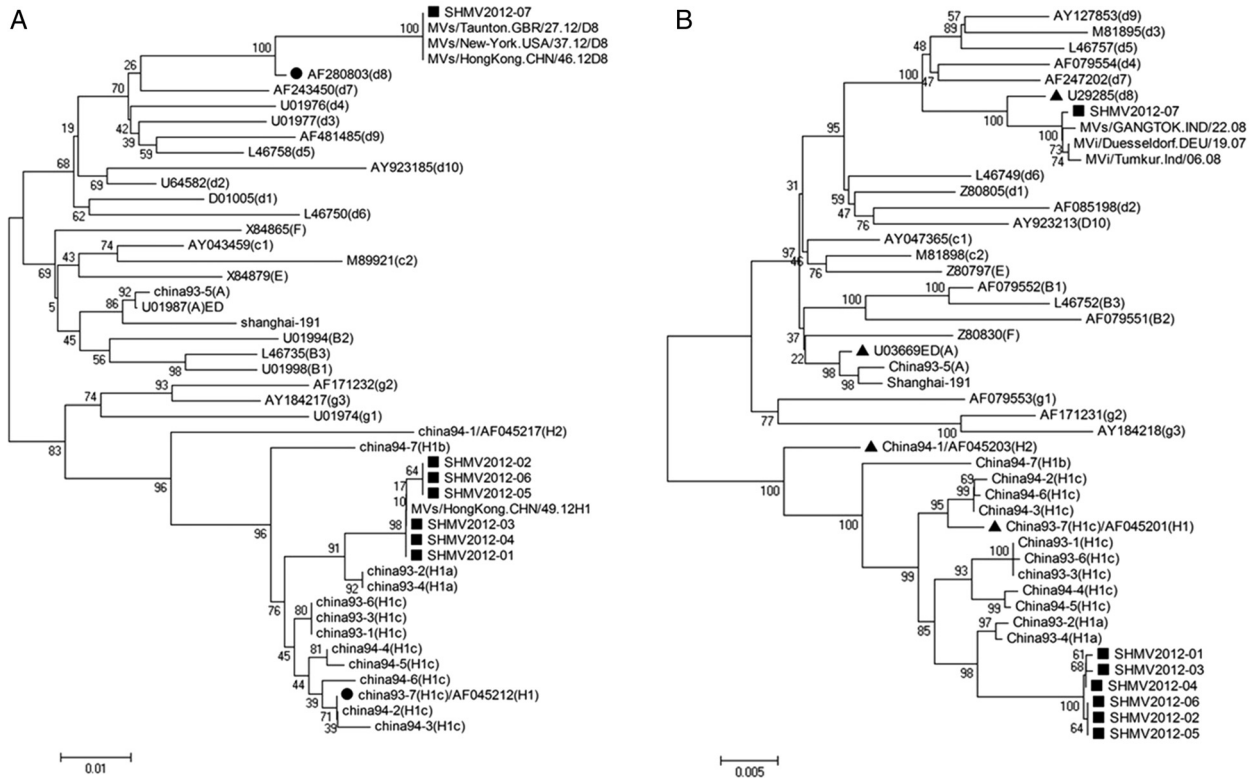 A
SHMV2012-07
100
MVs/Taunton.GBR/27.12/D8
MVs/New-York.USA/37.12/D8
MVs/HongKong.CHN/46.12D8
100
AF280803(d8)
26
AF243450(d7)
70
U01976(d4)
U01977(d3)
42
AF481485(d9)
39
59
L46758(d5)
19
68
AY923185(d10)
69
U64582(d2)
D01005(d1)
62
L46750(d6)
X84865(F)
74
AY043459(c1)
43
M89921(c2)
69
X84879(E)
92
china93-5(A)
86
U01987(A)ED
5
shanghai-191
45
U01994(B2)
56
L46735(B3)
98
U01998(B1)
93
AF171232(g2)
74
AY184217(g3)
U01974(g1)
83
china94-1/AF045217(H2)
96
china94-7(H1b)
64
SHMV2012-02
17
SHMV2012-06
10
SHMV2012-05
MVs/HongKong.CHN/49.12H1
98
SHMV2012-03
96
SHMV2012-04
91
SHMV2012-01
china93-2(H1a)
92
china93-4(H1a)
76
china93-6(H1c)
80
china93-3(H1c)
china93-1(H1c)
45
81
china94-4(H1c)
china94-5(H1c)
44
china94-6(H1c)
39
china93-7(H1c)/AF045212(H1)
71
china94-2(H1c)
39
china94-3(H1c)
0.01
B
57
AY127853(d9)
89
M81895(d3)
48
L46757(d5)
AF079554(d4)
100
47
AF247202(d7)
U29285(d8)
100
SHMV2012-07
100
MVs/GANGTOK.IND/22.08
73
MVi/Duesseldorf.DEU/19.07
74
MVi/Tumkur.Ind/06.08
95
L46749(d6)
31
59
Z80805(d1)
47
AF085198(d2)
76
AY923213(D10)
97
AY047365(c1)
46
M81898(c2)
76
Z80797(E)
100
AF079552(B1)
100
L46752(B3)
AF079551(B2)
37
Z80830(F)
22
U03669ED(A)
98
China93-5(A)
98
Shanghai-191
AF079553(g1)
77
AF171231(g2)
100
AY184218(g3)
China94-1/AF045203(H2)
100
China94-7(H1b)
69
China94-2(H1c)
99
China94-6(H1c)
95
China94-3(H1c)
100
China93-7(H1c)/AF045201(H1)
China93-1(H1c)
100
China93-6(H1c)
99
93
China93-3(H1c)
China94-4(H1c)
99
China94-5(H1c)
85
97
China93-2(H1a)
China93-4(H1a)
61
SHMV2012-01
98
68
SHMV2012-03
SHMV2012-04
100
SHMV2012-06
SHMV2012-02
64
SHMV2012-05
0.005